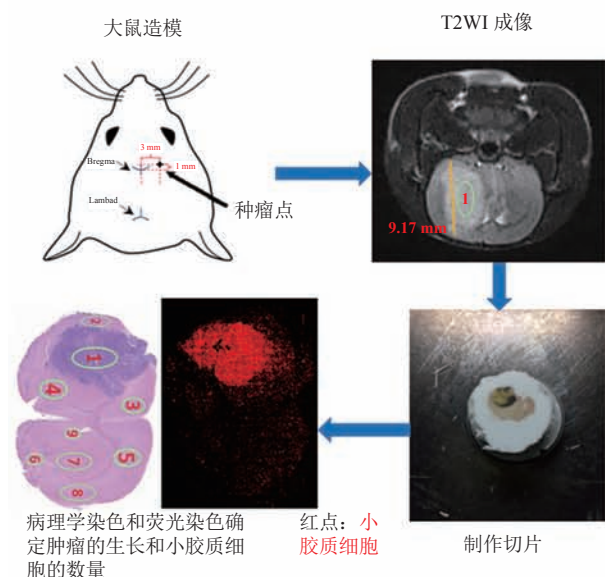 大鼠造模
T2WI 成像
3 mm
Bregma
1 mm
Lambad
种瘤点
1
9.17 mm
2
1
4
3
9
6
7
5
8
病理学染色和荧光染色确
定肿瘤的生长和小胶质细
胞的数量
红点：小
胶质细胞
制作切片